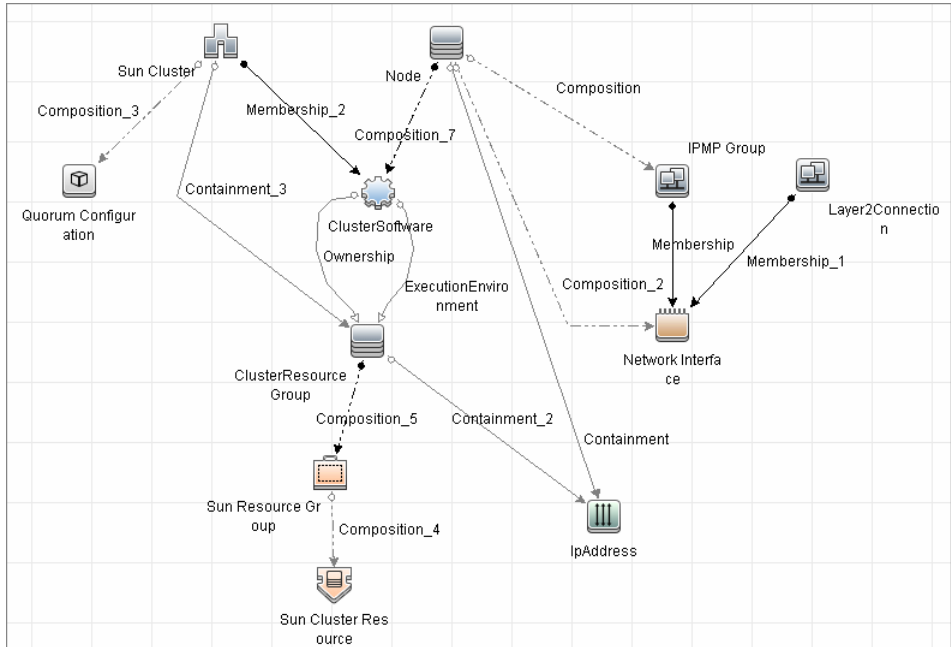 Sun Cluster
Node
Composition_3
Membership_2
Composition
Composition_7
IPMP Group
Containment_3
Quorum Configur
ation
ClusterSoftware
Layer2Connectio
n
Ownership
Membership
Membership_1
ExecutionEnviro
nment
Composition_2
Network Interfa
ce
ClusterResource
Group
Composition_5
Containment_2
Containment
Sun Resource Gr
oup
Composition_4
IpAddress
Sun Cluster Res
ource